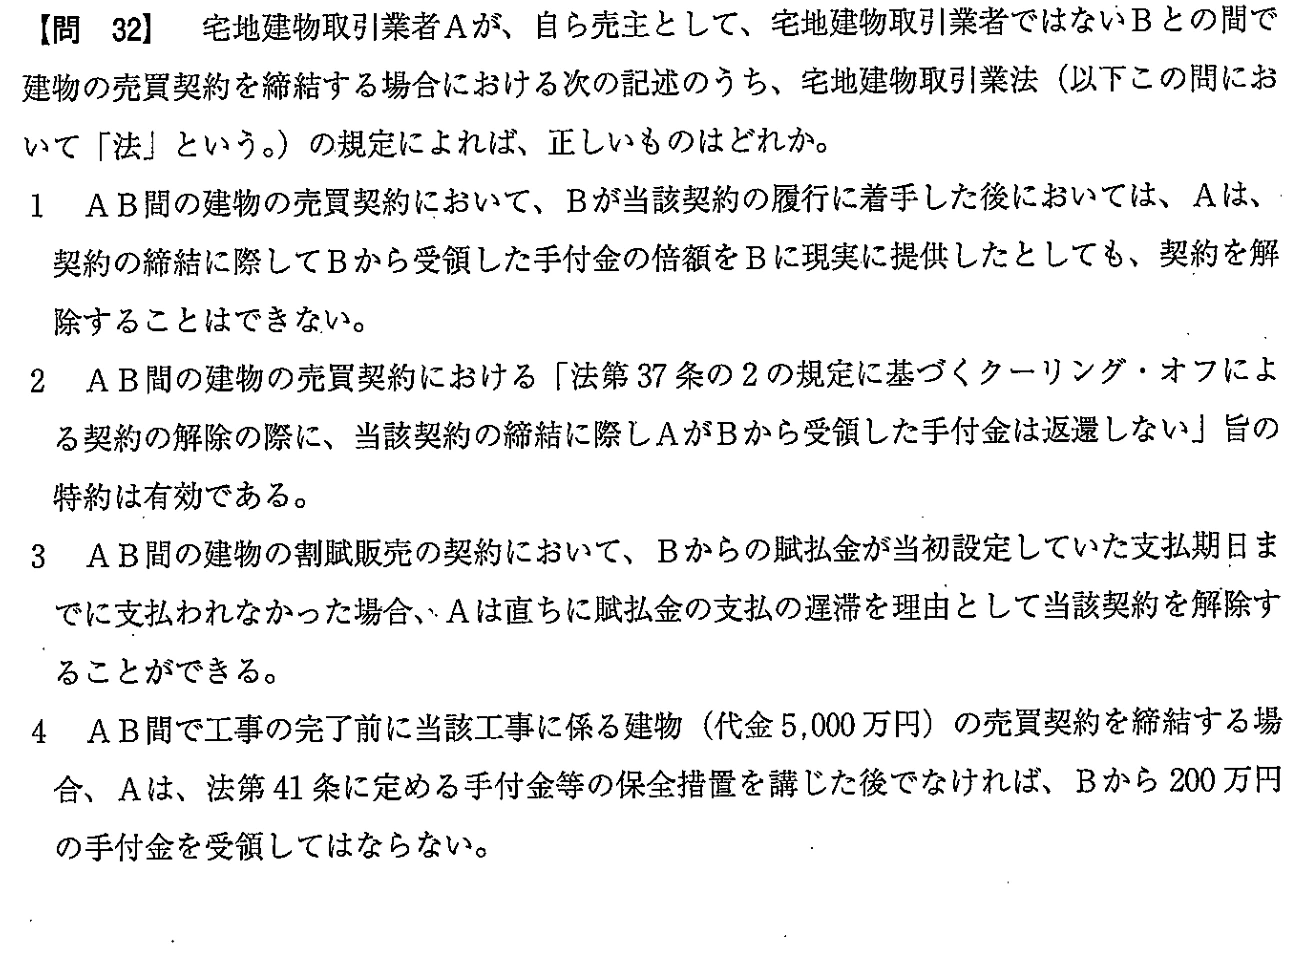 【問 32】 宅地建物取引業者Aが、自ら売主として、宅地建物取引業者ではないBとの間で
建物の売買契約を締結する場合における次の記述のうち、宅地建物取引業法（以下この問にお
いて「法」という。）の規定によれば、正しいものはどれか。
1 AB間の建物の売買契約において、Bが当該契約の履行に着手した後においては、Aは、
契約の締結に際してBから受領した手付金の倍額をBに現実に提供したとしても、契約を解
除することはできない。
2 AB間の建物の売買契約における「法第37条の2の規定に基づくクーリング・オフによ
る契約の解除の際に、当該契約の締結に際しAがBから受領した手付金は返還しない」旨の
特約は有効である。
3 AB間の建物の割賦販売の契約において、Bからの賦払金が当初設定していた支払期日ま
でに支払われなかった場合、Aは直ちに賦払金の支払の遅滞を理由として当該契約を解除す
ることができる。
4 AB間で工事の完了前に当該工事に係る建物（代金5,000万円）の売買契約を締結する場
合、Aは、法第41条に定める手付金等の保全措置を講じた後でなければ、Bから200万円
の手付金を受領してはならない。